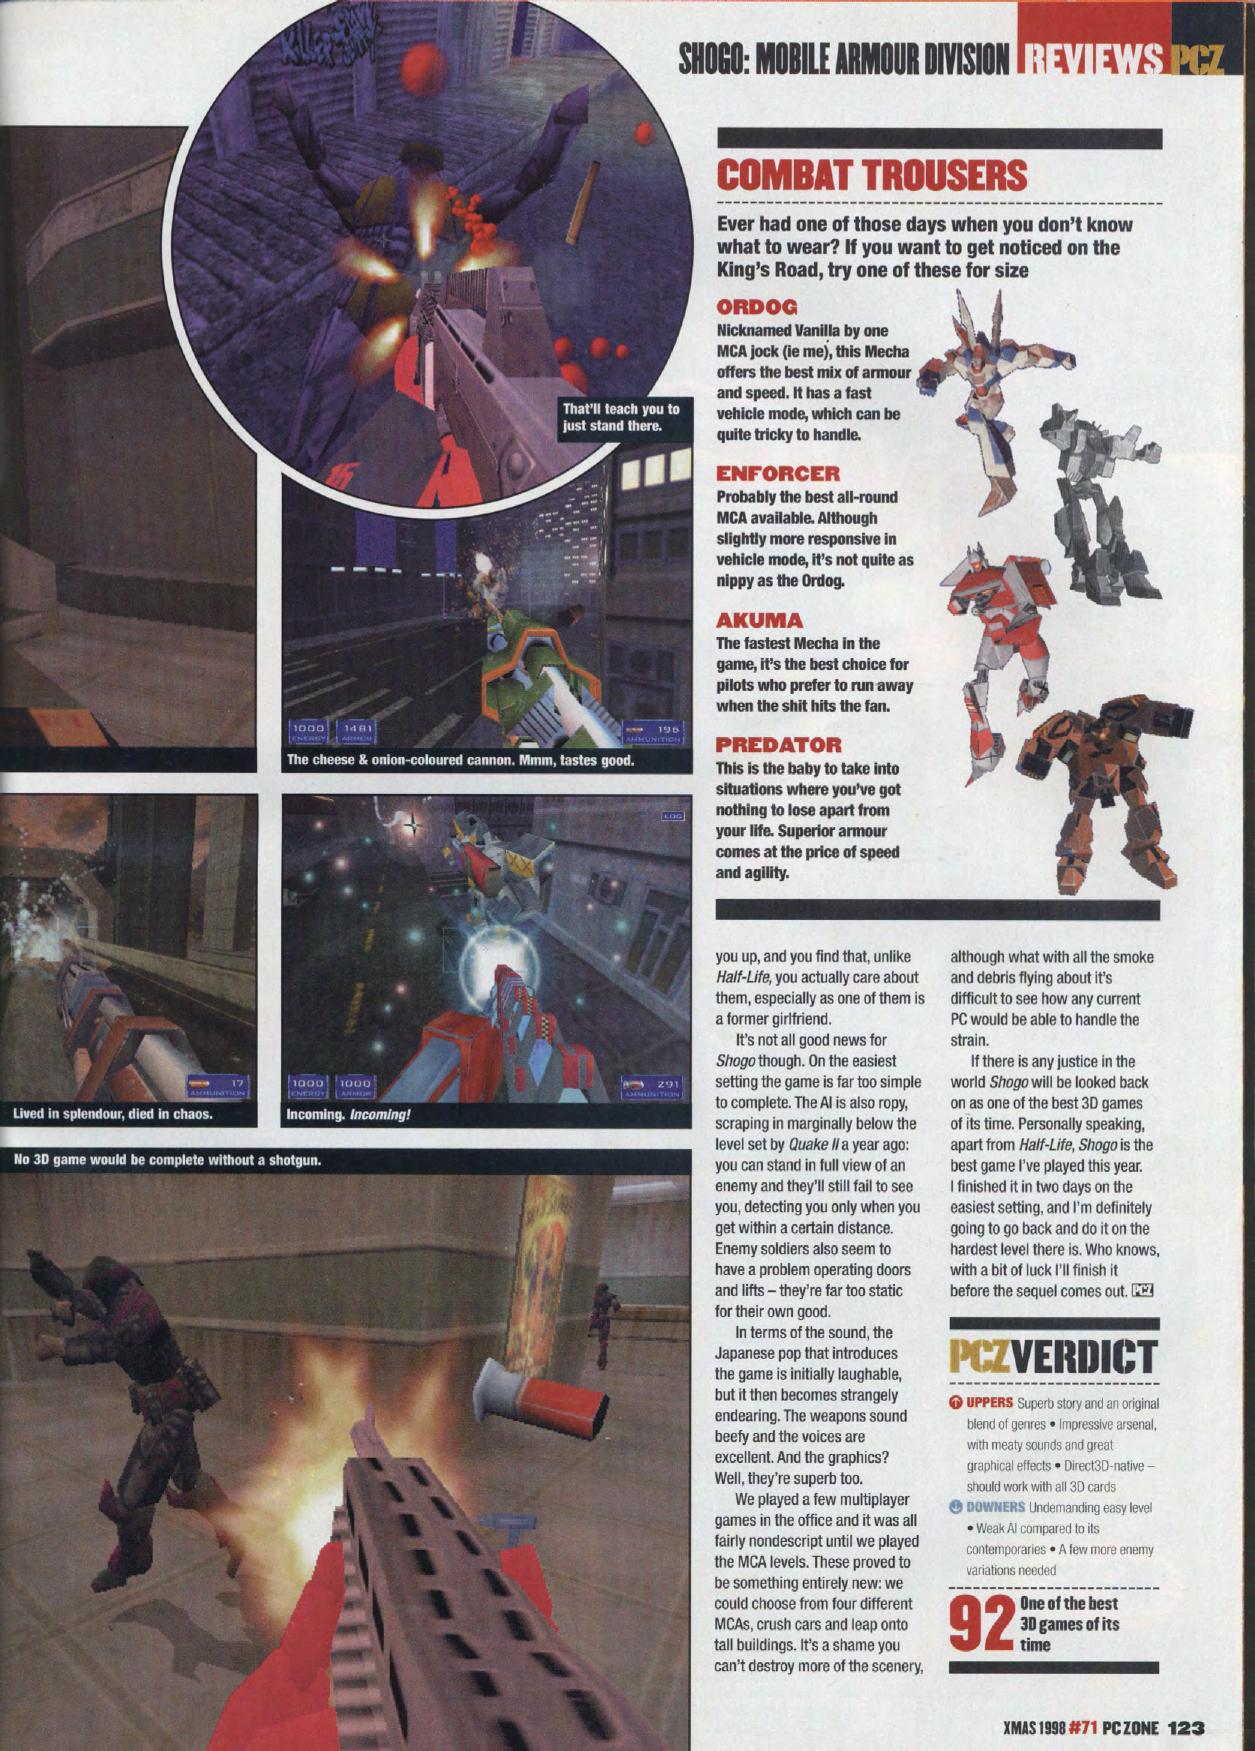 SHOGO: MOBILE ARMOUR DIVISION REVIEWS PCZ
That'll teach you to
just stand there.
1000 1481
ENERGY ARMOR
196
AMMUNITION
The cheese & onion-coloured cannon. Mmm, tastes good.
17
AMMUNITION
Lived in splendour, died in chaos.
LOG
1000 1000
ENERGY ARMOR
291
AMMUNITION
Incoming. Incoming!
No 3D game would be complete without a shotgun.
COMBAT TROUSERS
Ever had one of those days when you don't know
what to wear? If you want to get noticed on the
King's Road, try one of these for size
ORDOG
Nicknamed Vanilla by one
MCA jock (ie me), this Mecha
offers the best mix of armour
and speed. It has a fast
vehicle mode, which can be
quite tricky to handle.
ENFORCER
Probably the best all-round
MCA available. Although
slightly more responsive in
vehicle mode, it's not quite as
nippy as the Ordog.
AKUMA
The fastest Mecha in the
game, it's the best choice for
pilots who prefer to run away
when the shit hits the fan.
PREDATOR
This is the baby to take into
situations where you've got
nothing to lose apart from
your life. Superior armour
comes at the price of speed
and agility.
you up, and you find that, unlike
Half-Life, you actually care about
them, especially as one of them is
a former girlfriend.
It's not all good news for
Shogo though. On the easiest
setting the game is far too simple
to complete. The AI is also ropy,
scraping in marginally below the
level set by Quake II a year ago:
you can stand in full view of an
enemy and they'll still fail to see
you, detecting you only when you
get within a certain distance.
Enemy soldiers also seem to
have a problem operating doors
and lifts – they're far too static
for their own good.
In terms of the sound, the
Japanese pop that introduces
the game is initially laughable,
but it then becomes strangely
endearing. The weapons sound
beefy and the voices are
excellent. And the graphics?
Well, they're superb too.
We played a few multiplayer
games in the office and it was all
fairly nondescript until we played
the MCA levels. These proved to
be something entirely new: we
could choose from four different
MCAs, crush cars and leap onto
tall buildings. It's a shame you
can't destroy more of the scenery,
although what with all the smoke
and debris flying about it's
difficult to see how any current
PC would be able to handle the
strain.
If there is any justice in the
world Shogo will be looked back
on as one of the best 3D games
of its time. Personally speaking,
apart from Half-Life, Shogo is the
best game I've played this year.
I finished it in two days on the
easiest setting, and I'm definitely
going to go back and do it on the
hardest level there is. Who knows,
with a bit of luck I'll finish it
before the sequel comes out. PCZ
PCZ VERDICT
UPPERS Superb story and an original
blend of genres • Impressive arsenal,
with meaty sounds and great
graphical effects • Direct3D-native –
should work with all 3D cards
DOWNERS Undemanding easy level
• Weak AI compared to its
contemporaries • A few more enemy
variations needed
92 One of the best
3D games of its
time
XMAS 1998 #71 PC ZONE 123